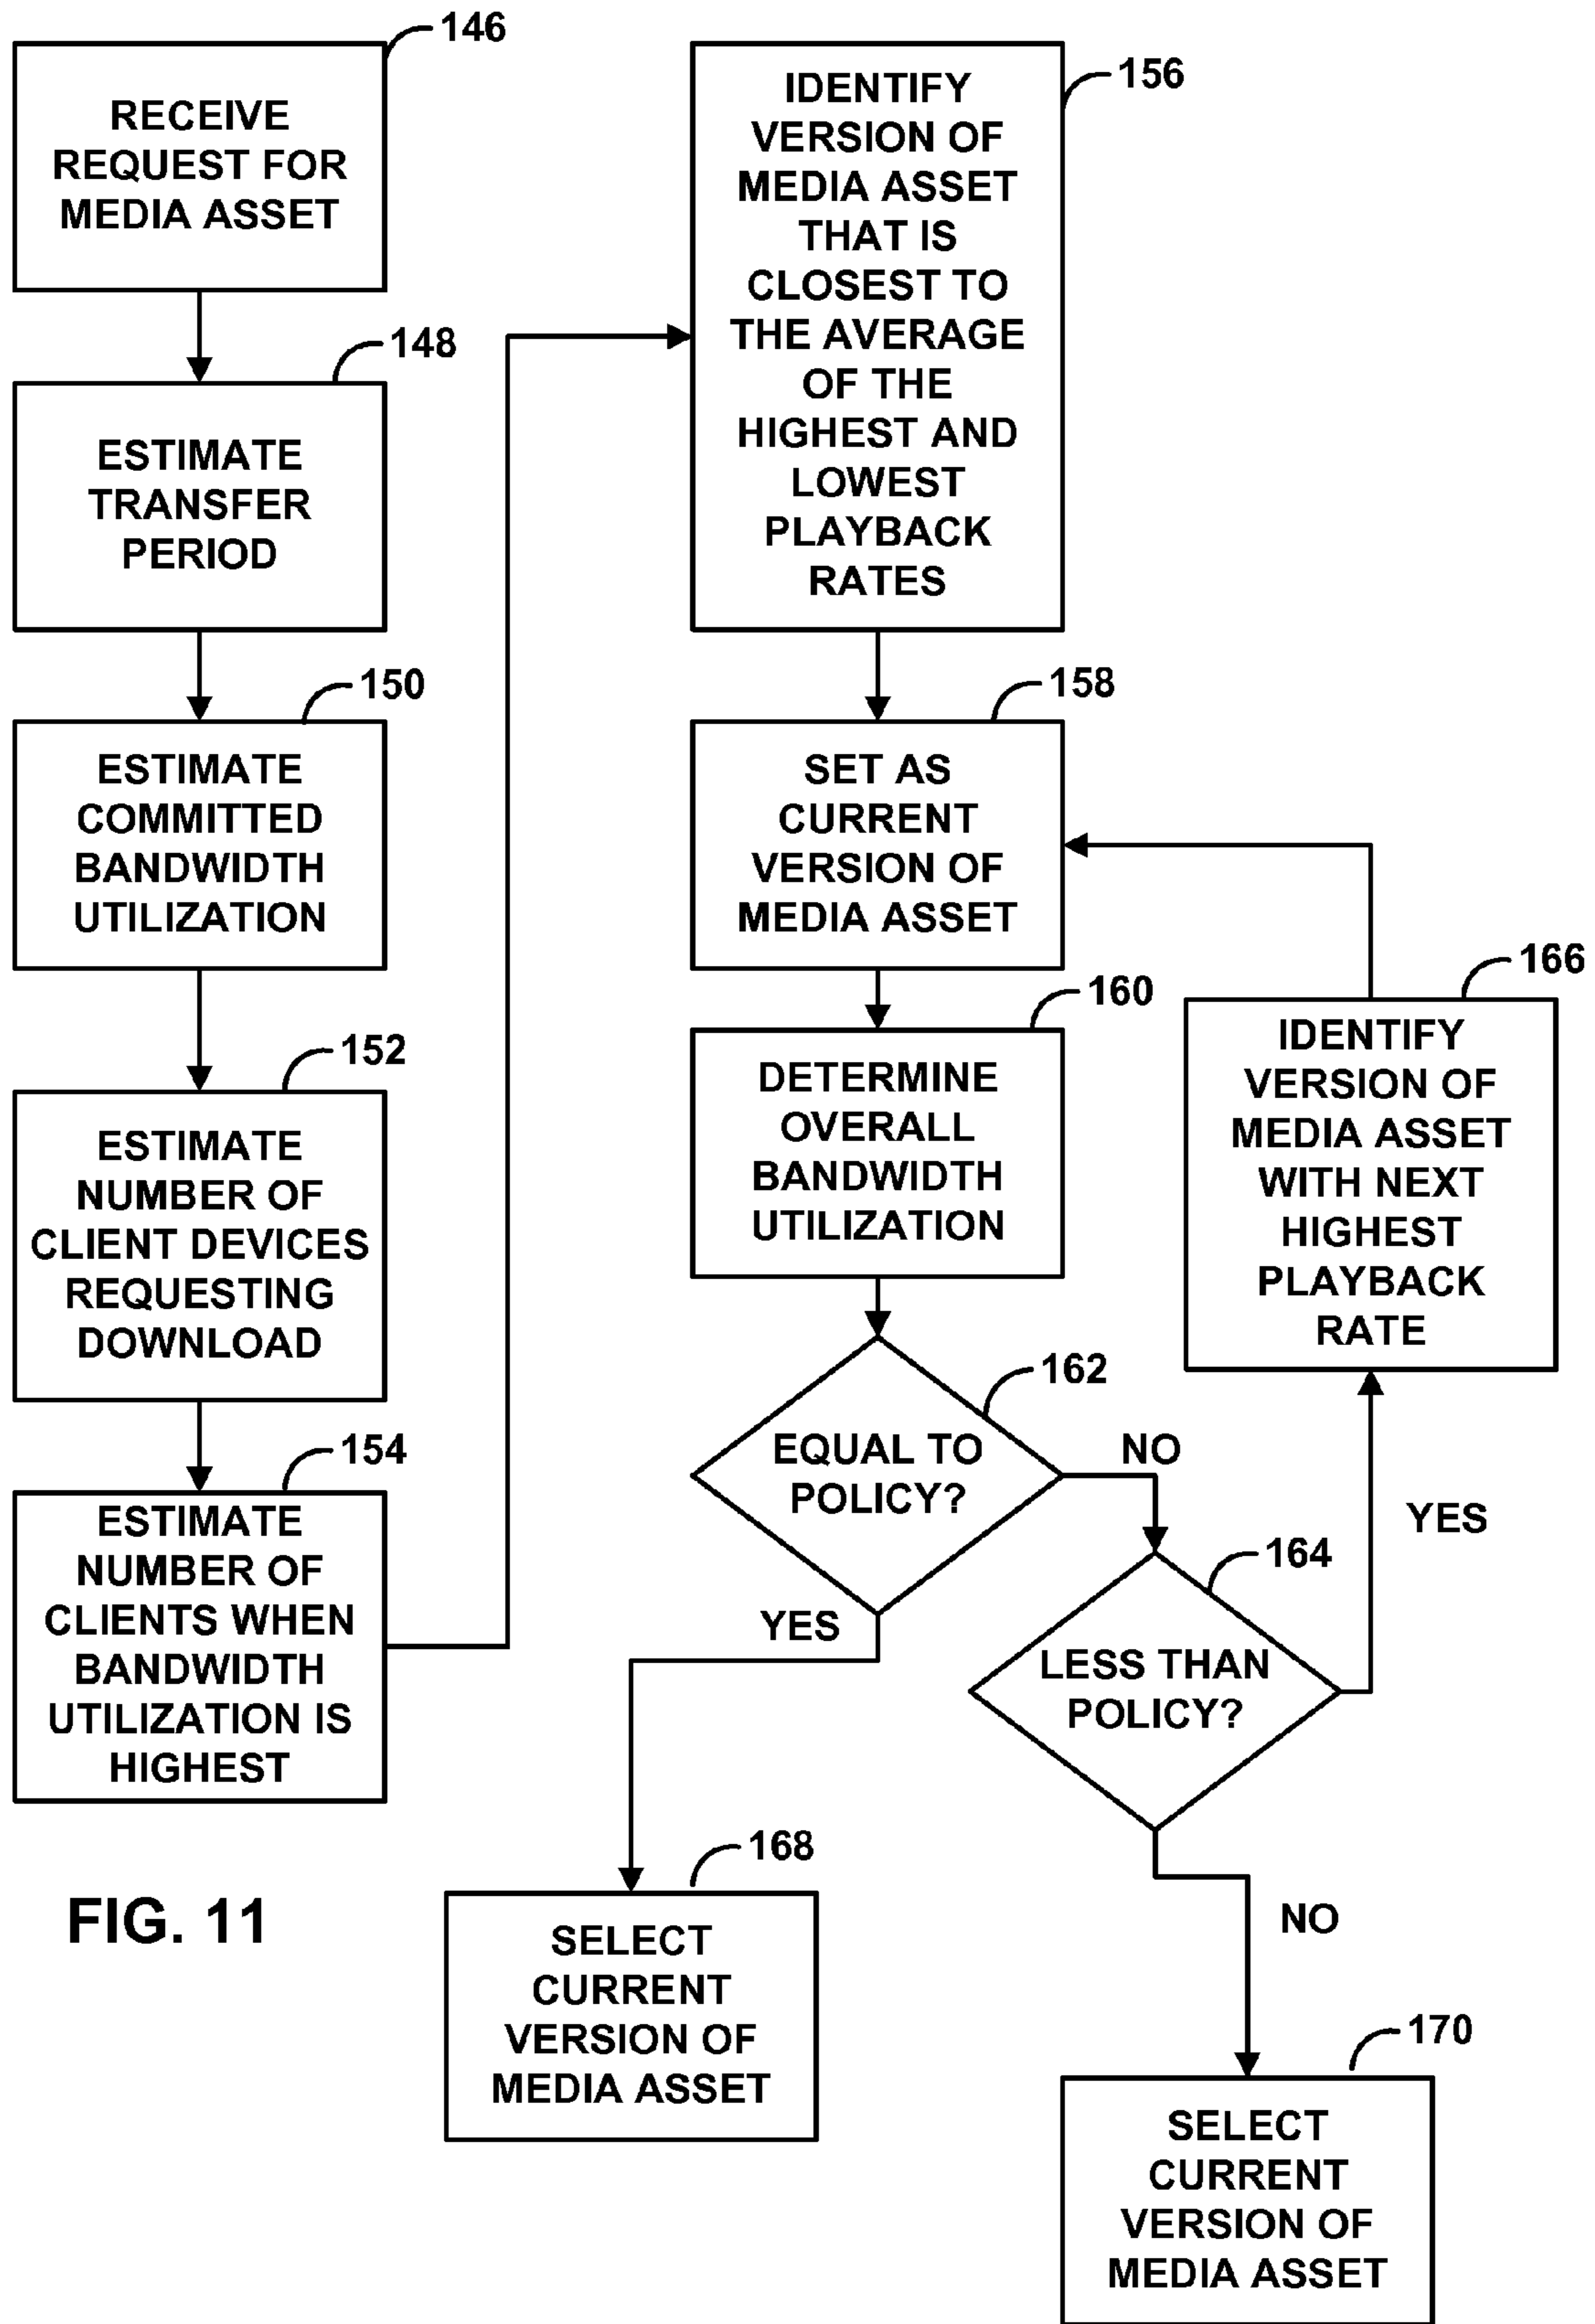 146
RECEIVE
REQUEST FOR
MEDIA ASSET
148
ESTIMATE
TRANSFER
PERIOD
150
ESTIMATE
COMMITTED
BANDWIDTH
UTILIZATION
152
ESTIMATE
NUMBER OF
CLIENT DEVICES
REQUESTING
DOWNLOAD
154
ESTIMATE
NUMBER OF
CLIENTS WHEN
BANDWIDTH
UTILIZATION IS
HIGHEST
156
IDENTIFY
VERSION OF
MEDIA ASSET
THAT IS
CLOSEST TO
THE AVERAGE
OF THE
HIGHEST AND
LOWEST
PLAYBACK
RATES
158
SET AS
CURRENT
VERSION OF
MEDIA ASSET
160
DETERMINE
OVERALL
BANDWIDTH
UTILIZATION
162
EQUAL TO
POLICY?
NO
YES
164
LESS THAN
POLICY?
YES
NO
166
IDENTIFY
VERSION OF
MEDIA ASSET
WITH NEXT
HIGHEST
PLAYBACK
RATE
168
SELECT
CURRENT
VERSION OF
MEDIA ASSET
170
SELECT
CURRENT
VERSION OF
MEDIA ASSET
FIG. 11